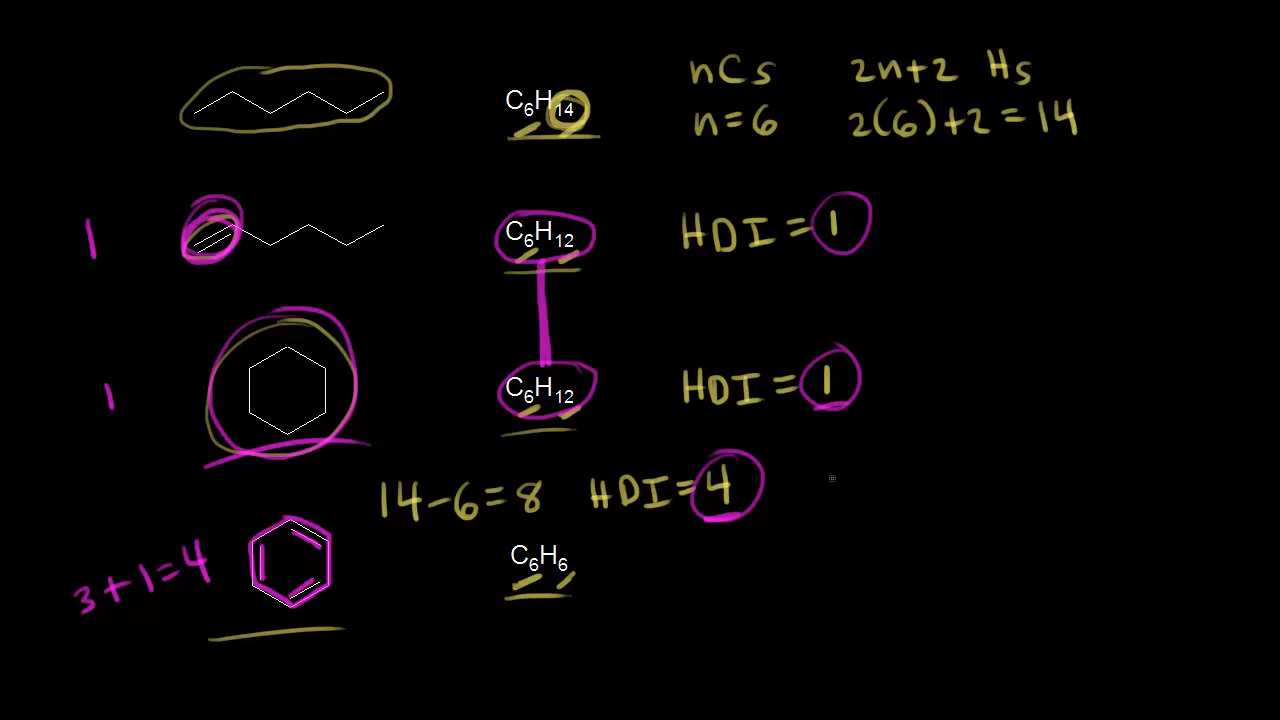 nCs 2n+2 Hs
C₆H₁₄ n=6 2(6)+2=14
1 C₆H₁₂ HDI=1
1 C₆H₁₂ HDI=1
14-6=8 HDI=4
3+1=4 C₆H₆